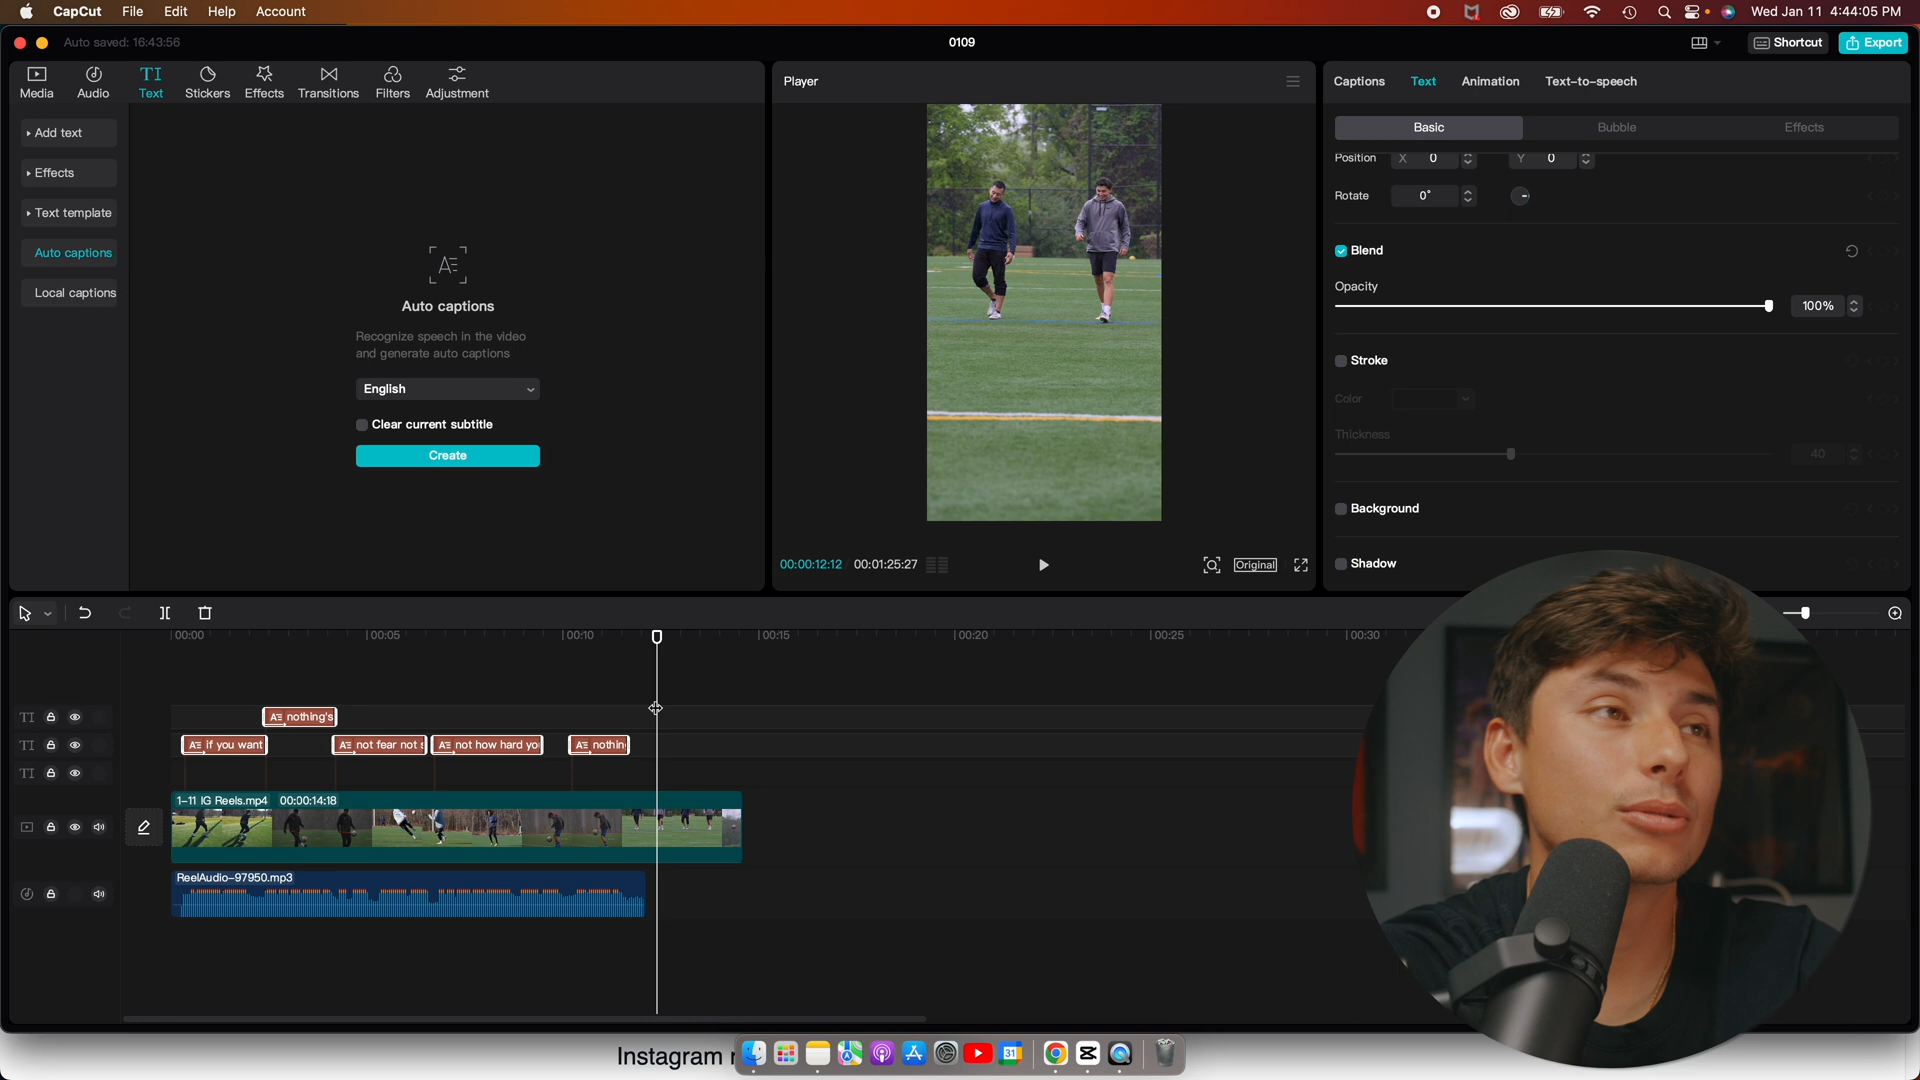 CapCut File Edit Help Account Wed Jan 11 4:44:05 PM
Auto saved: 16:43:56 0109 Shortcut Export
Media Audio TI Text Stickers Effects Transitions Filters Adjustment
Player
Captions Text Animation Text-to-speech
Basic Bubble Effects
Add text
Effects
Text template
Auto captions
Local captions
Auto captions
Recognize speech in the video
and generate auto captions
English
Clear current subtitle
Create
Position X 0 Y 0
Rotate 0°
Blend
Opacity
100%
Stroke
Color
Thickness
40
Background
Shadow
00:00:12:12 / 00:01:25:27 Original
00:00 00:05 00:10 00:15 00:20 00:25 00:30
TI nothing's
TI if you want not fear not not how hard yo nothin
TI
1-11 IG Reels.mp4 00:00:14:18
ReelAudio-97950.mp3
Instagram
31